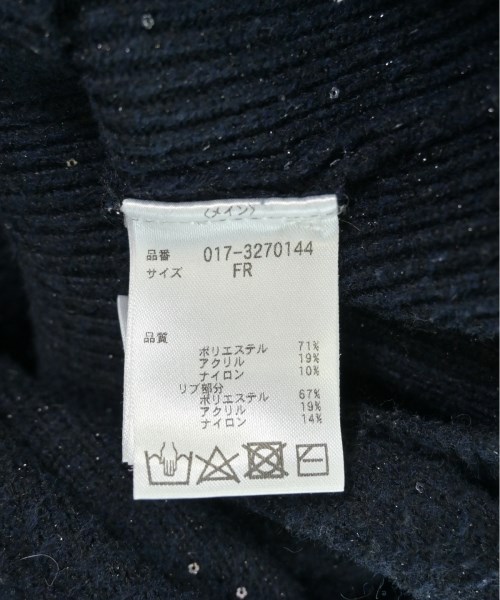 〈メイン〉
品番 017-3270144
サイズ FR
品質
ポリエステル 71%
アクリル 19%
ナイロン 10%
リブ部分
ポリエステル 67%
アクリル 19%
ナイロン 14%